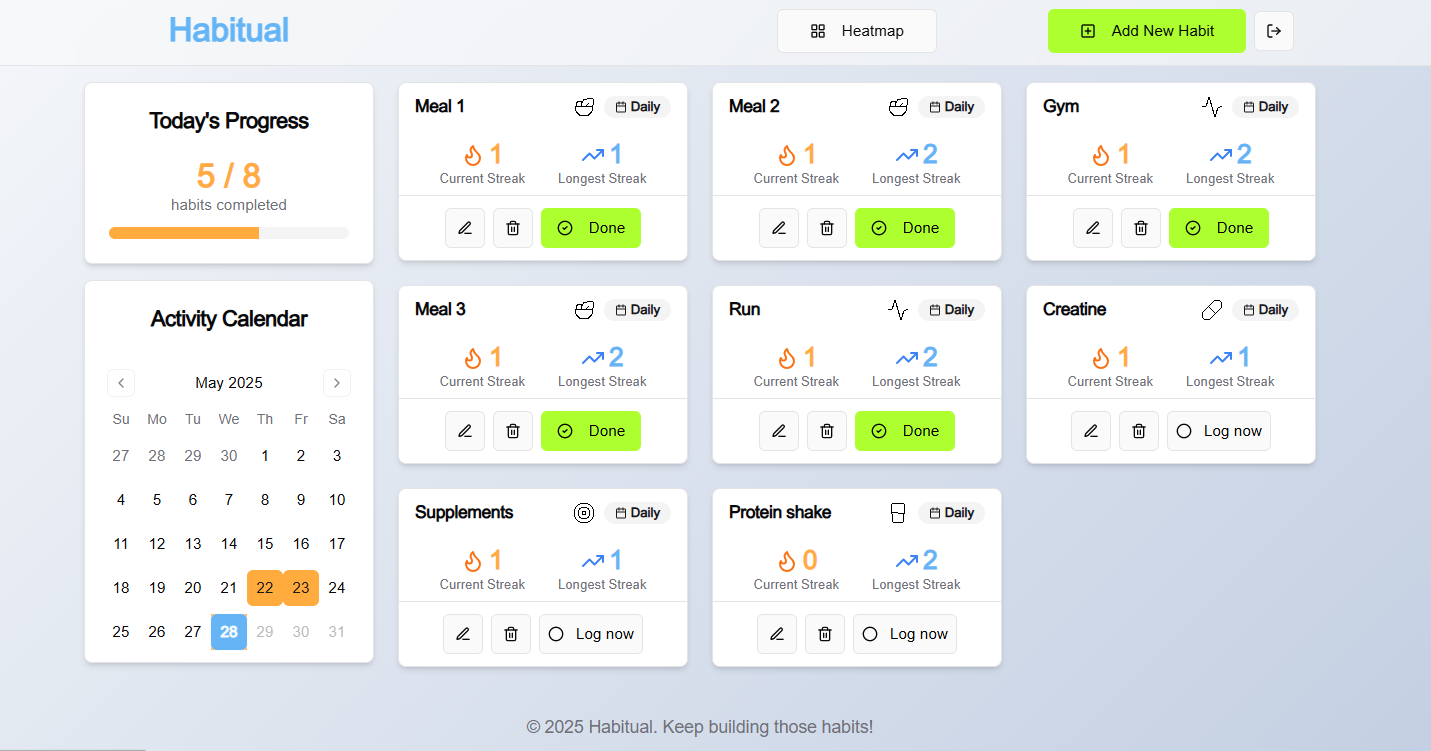 Habitual
Heatmap
Add New Habit
Today's Progress
5 / 8
habits completed
Activity Calendar
May 2025
Su Mo Tu We Th Fr Sa
27 28 29 30 1 2 3
4 5 6 7 8 9 10
11 12 13 14 15 16 17
18 19 20 21 22 23 24
25 26 27 28 29 30 31
Meal 1 Daily
1 1
Current Streak Longest Streak
Done
Meal 2 Daily
1 2
Current Streak Longest Streak
Done
Gym Daily
1 2
Current Streak Longest Streak
Done
Meal 3 Daily
1 2
Current Streak Longest Streak
Done
Run Daily
1 2
Current Streak Longest Streak
Done
Creatine Daily
1 1
Current Streak Longest Streak
Log now
Supplements Daily
1 1
Current Streak Longest Streak
Log now
Protein shake Daily
0 2
Current Streak Longest Streak
Log now
© 2025 Habitual. Keep building those habits!